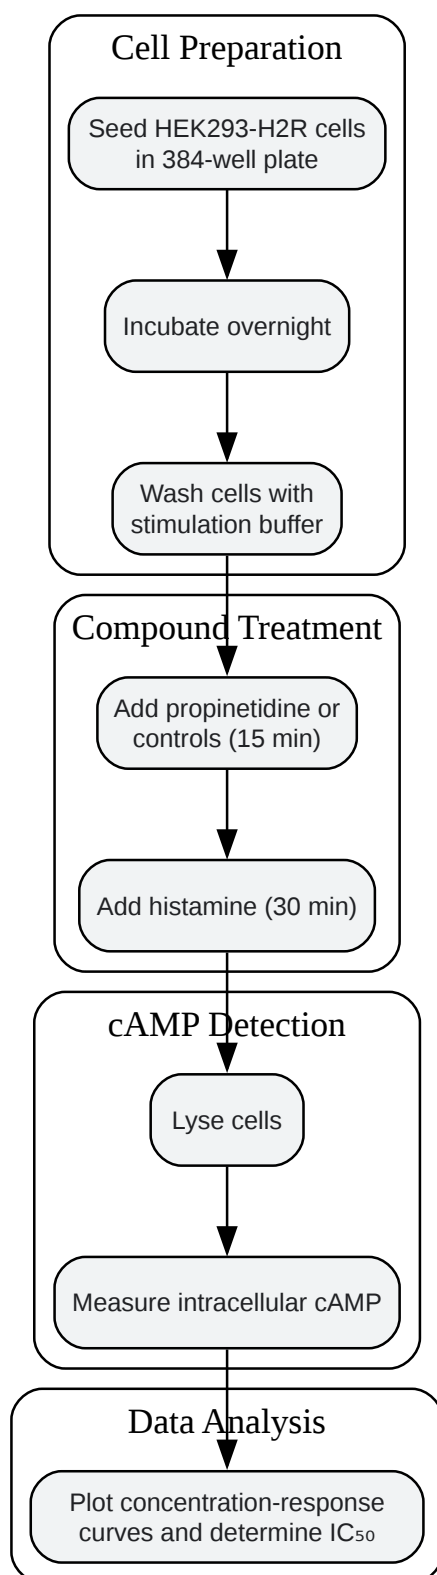 Cell Preparation
Seed HEK293-H2R cells
in 384-well plate
Incubate overnight
Wash cells with
stimulation buffer
Compound Treatment
Add propinetidine or
controls (15 min)
Add histamine (30 min)
cAMP Detection
Lyse cells
Measure intracellular cAMP
Data Analysis
Plot concentration-response
curves and determine IC₅₀